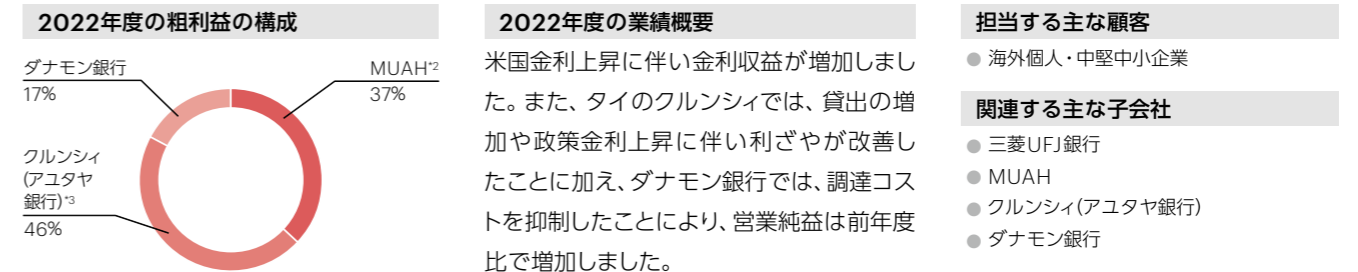 2022年度の粗利益の構成
ダナモン銀行
17%
MUAH*2
37%
クルンシィ
(アユタヤ
銀行)*3
46%
2022年度の業績概要
米国金利上昇に伴い金利収益が増加しまし
た。また、タイのクルンシィでは、貸出の増
加や政策金利上昇に伴い利ざやが改善し
たことに加え、ダナモン銀行では、調達コス
トを抑制したことにより、営業純益は前年度
比で増加しました。
担当する主な顧客
● 海外個人・中堅中小企業
関連する主な子会社
● 三菱UFJ銀行
● MUAH
● クルンシィ(アユタヤ銀行)
● ダナモン銀行